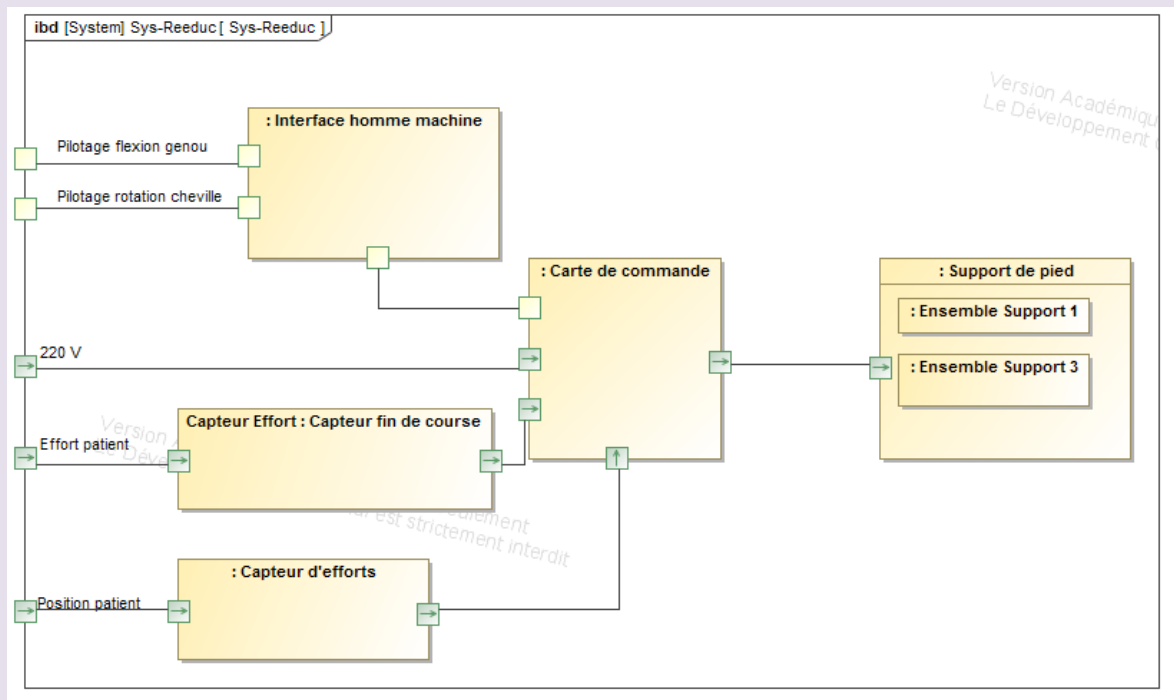 ibd [System] Sys-Reeduc [ Sys-Reeduc ]
Version Académiqu
Le Développement
: Interface homme machine
Pilotage flexion genou
Pilotage rotation cheville
: Carte de commande
: Support de pied
: Ensemble Support 1
: Ensemble Support 3
220 V
Version
Capteur Effort : Capteur fin de course
Effort patient
est strictement interdit
: Capteur d'efforts
Position patient